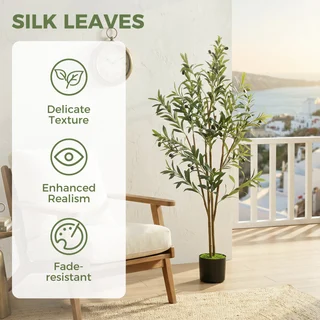 SILK LEAVES
Delicate
Texture
Enhanced
Realism
Fade-
resistant